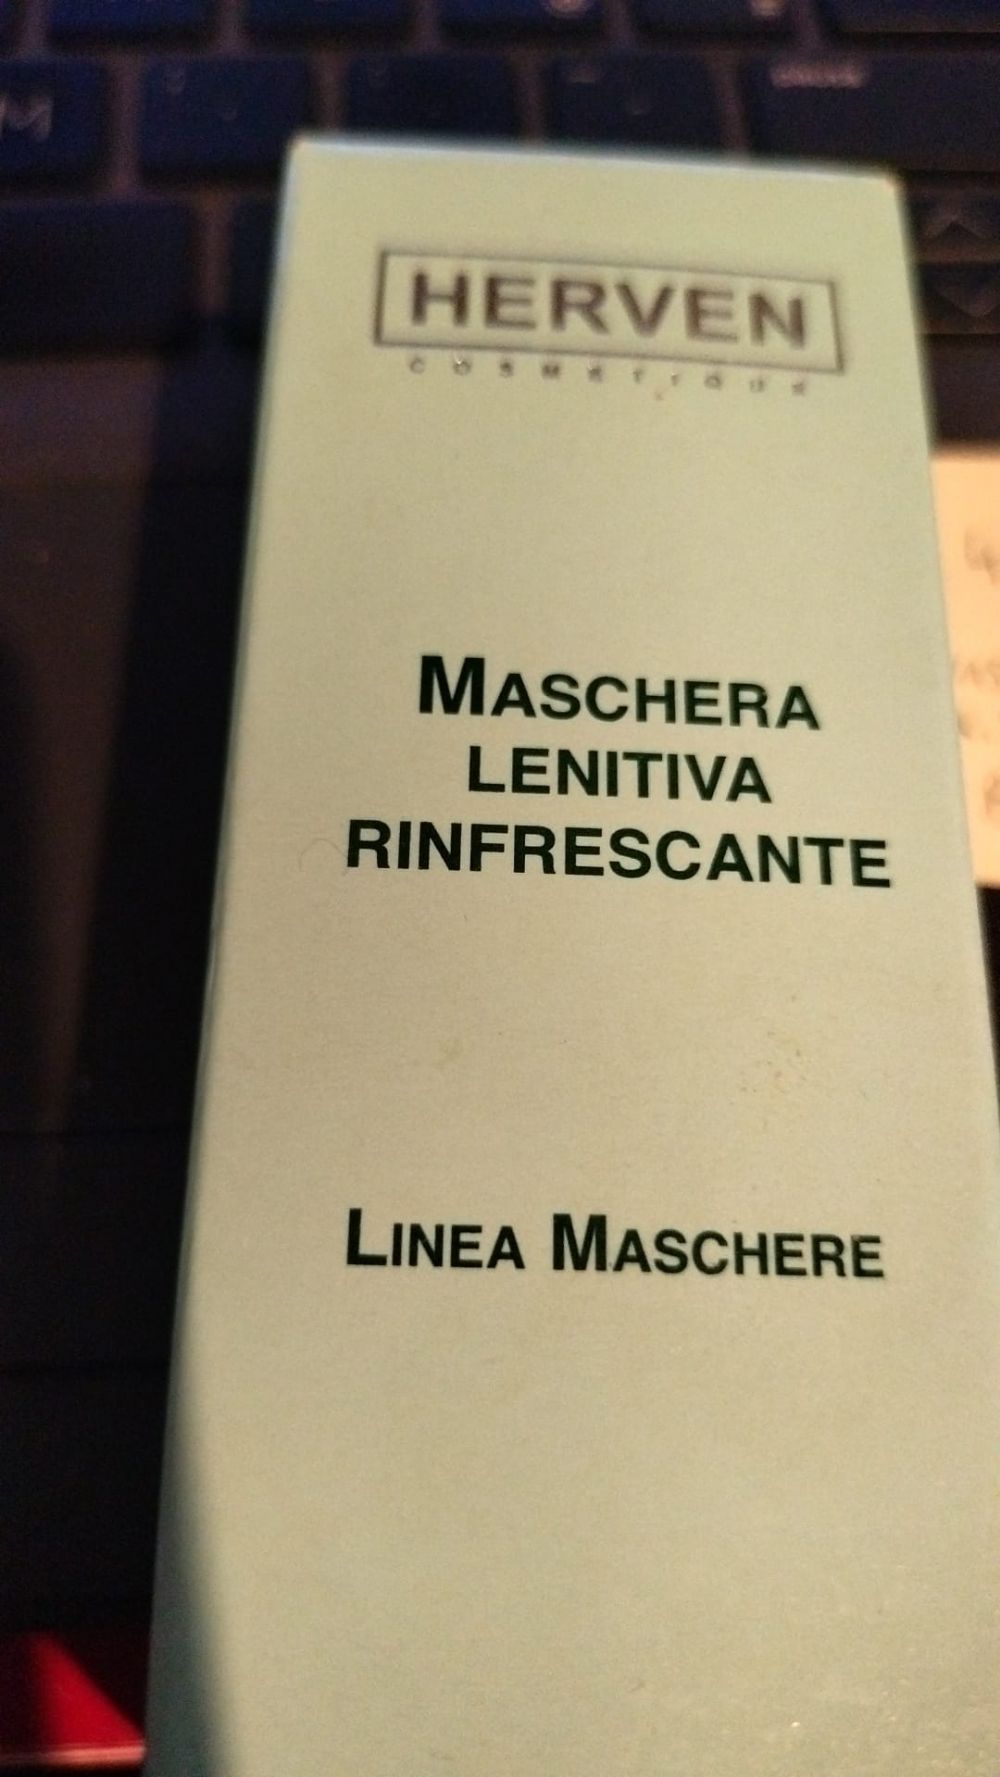 HERVEN
COSMETIQUE
MASCHERA
LENITIVA
RINFRESCANTE
LINEA MASCHERE